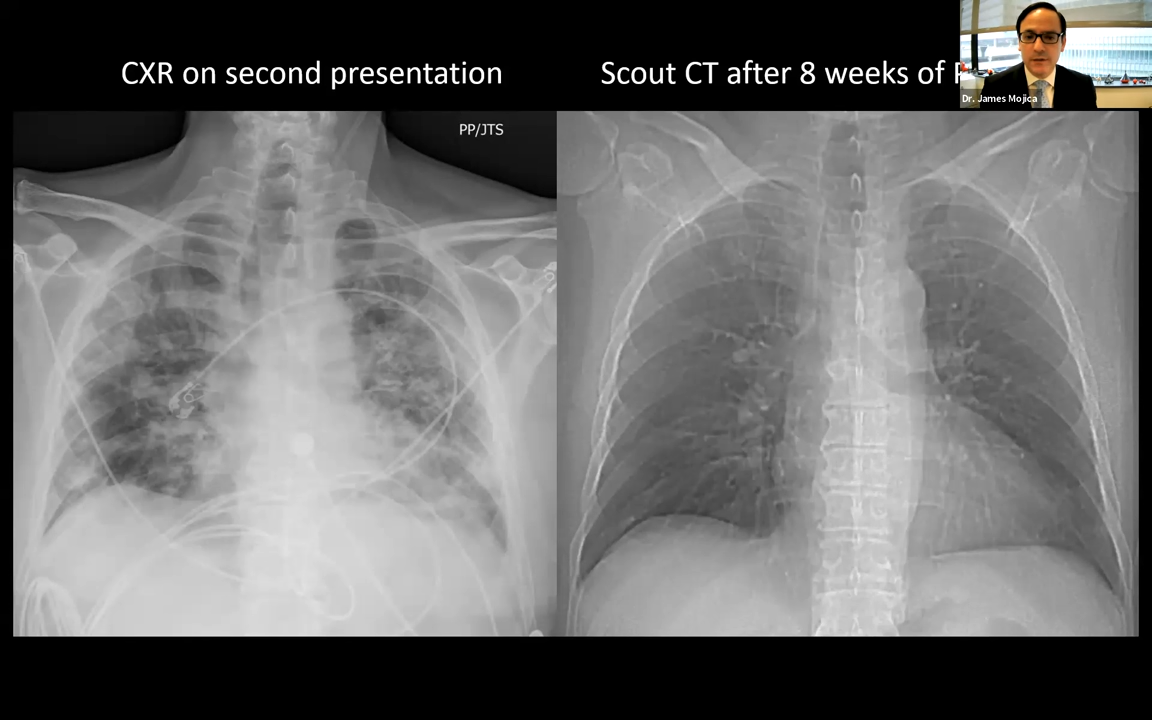 CXR on second presentation
Scout CT after 8 weeks of
Dr. James Mojica
PP/JTS